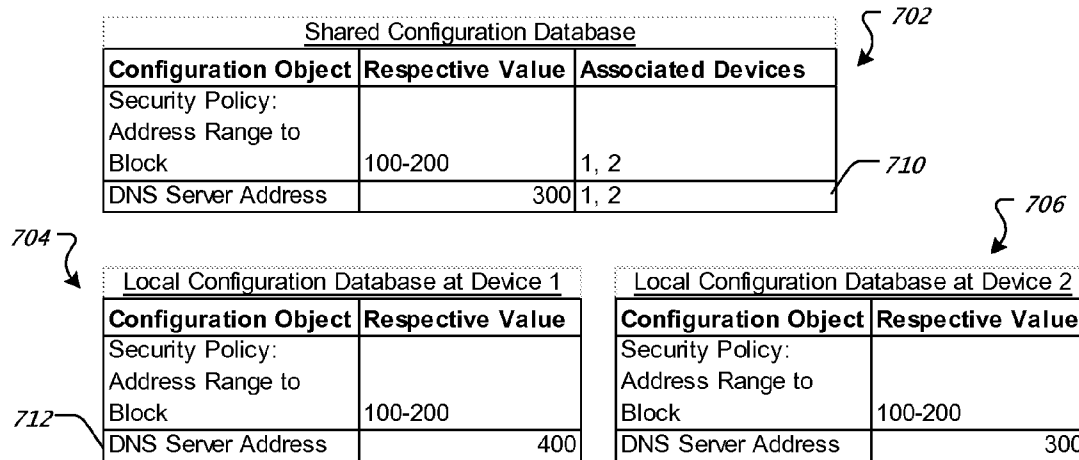 702
Shared Configuration Database
Configuration Object Respective Value Associated Devices
Security Policy:
Address Range to
Block 100-200 1, 2
710
DNS Server Address 300 1, 2
706
704
Local Configuration Database at Device 1
Configuration Object Respective Value
Security Policy:
Address Range to
Block 100-200
712
DNS Server Address 400
Local Configuration Database at Device 2
Configuration Object Respective Value
Security Policy:
Address Range to
Block 100-200
DNS Server Address 300